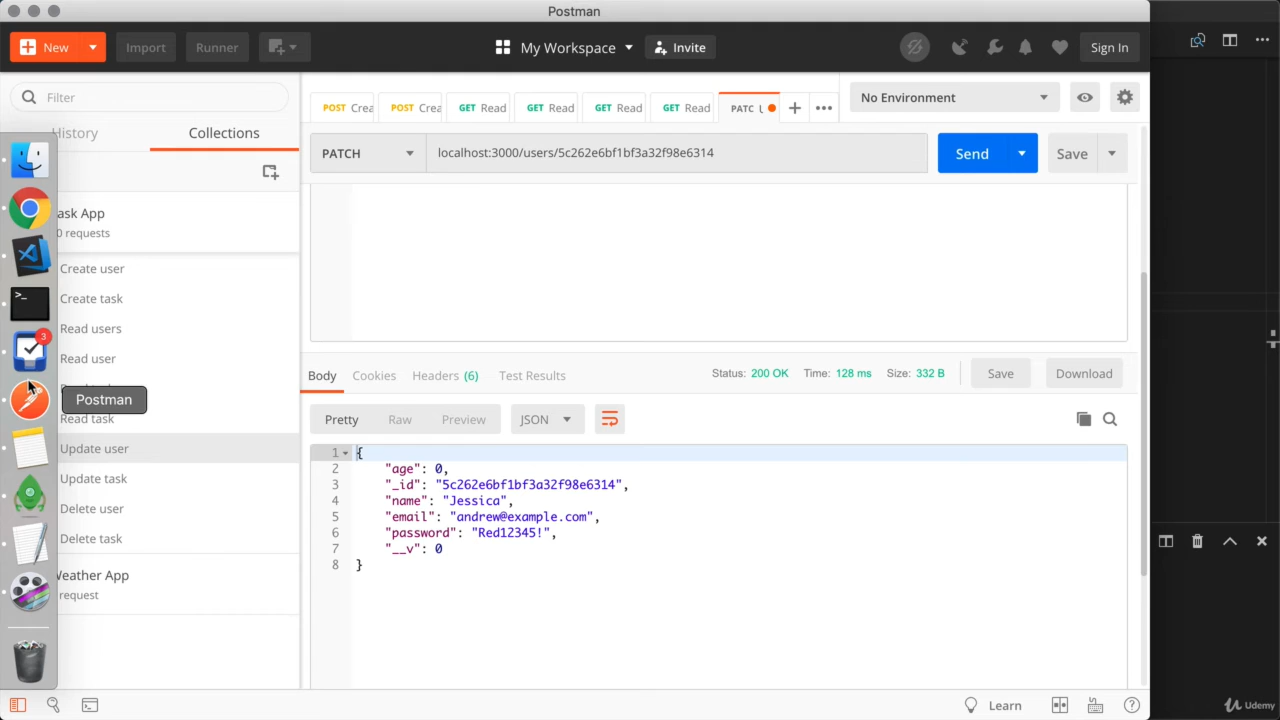 Postman
New
Import
Runner
My Workspace
Invite
Sign In
Filter
History
Collections
ask App
0 requests
Create user
Create task
Read users
Read user
Read task
Update user
Update task
Delete user
Delete task
Weather App
request
3
Postman
POST Crea
POST Crea
GET Read
GET Read
GET Read
GET Read
PATC
No Environment
PATCH
localhost:3000/users/5c262e6bf1bf3a32f98e6314
Send
Save
Body
Cookies
Headers (6)
Test Results
Status: 200 OK
Time: 128 ms
Size: 332 B
Save
Download
Pretty
Raw
Preview
JSON
1 {
2 "age": 0,
3 "_id": "5c262e6bf1bf3a32f98e6314",
4 "name": "Jessica",
5 "email": "andrew@example.com",
6 "password": "Red12345!",
7 "__v": 0
8 }
Learn
Udemy